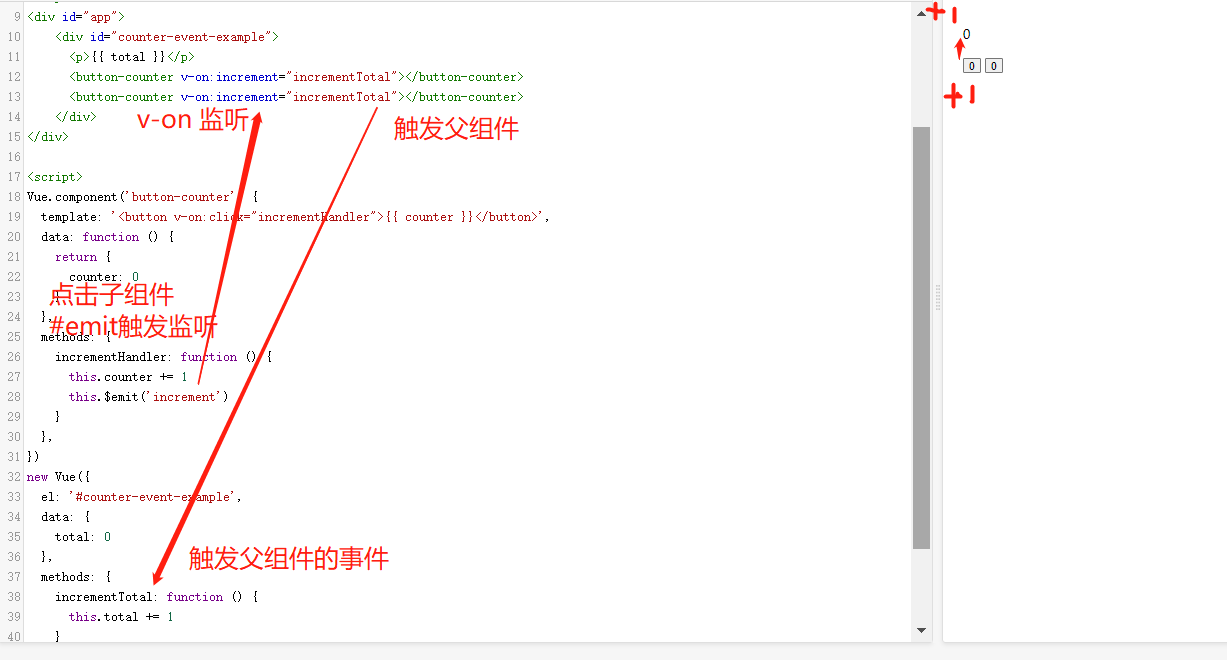 9 <div id="app">
10 <div id="counter-event-example">
11 <p>{{ total }}</p>
12 <button-counter v-on:increment="incrementTotal"></button-counter>
13 <button-counter v-on:increment="incrementTotal"></button-counter>
14 </div>
v-on 监听
触发父组件
15 </div>
16
17 <script>
18 Vue.component('button-counter' {
19 template: '<button v-on:click="incrementHandler">{{ counter }}</button>',
20 data: function () {
21 return {
22 counter: 0
23 }
点击子组件
24 },
#emit触发监听
25 methods: {
26 incrementHandler: function () {
27 this.counter += 1
28 this.$emit('increment')
29 }
30 },
31 })
32 new Vue({
33 el: '#counter-event-example',
34 data: {
35 total: 0
36 },
触发父组件的事件
37 methods: {
38 incrementTotal: function () {
39 this.total += 1
40 }
+1
0
0 0
+1